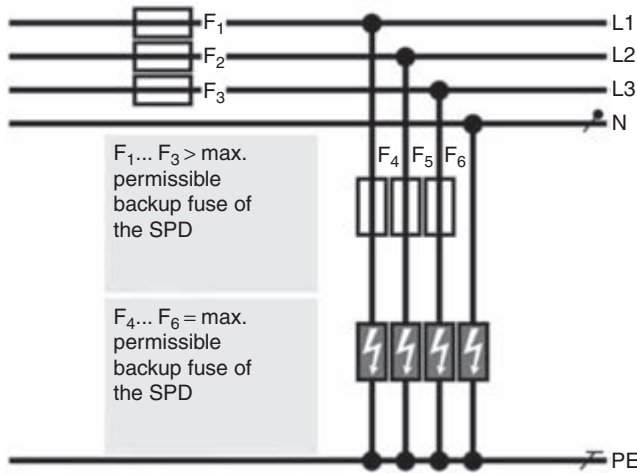 F₁ L1
F₂ L2
F₃ L3
N
F₁... F₃ > max.
permissible
backup fuse of
the SPD
F₄ F₅ F₆
F₄... F₆ = max.
permissible
backup fuse of
the SPD
PE